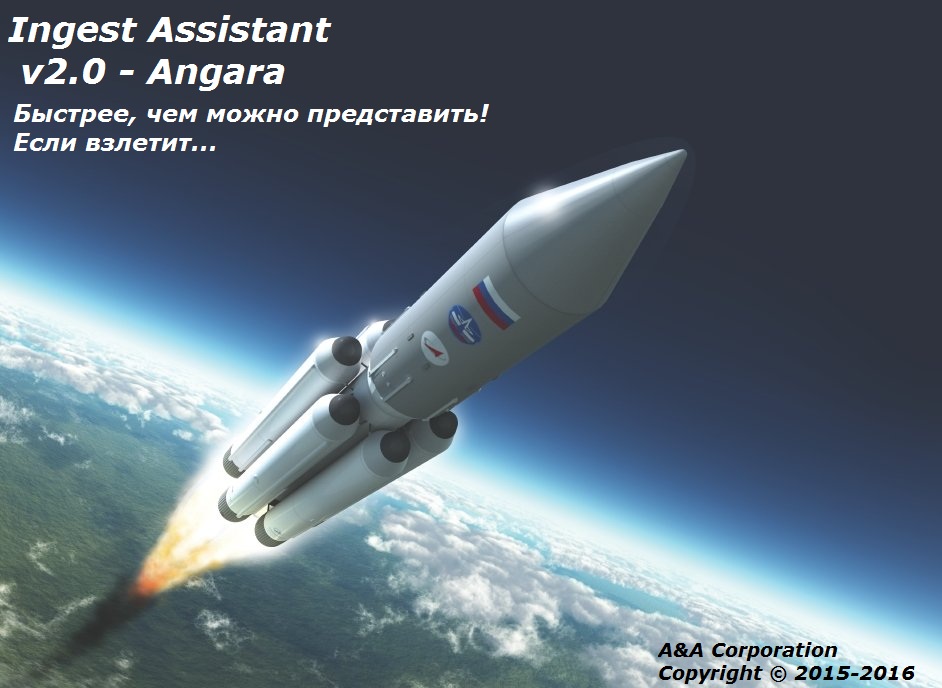 Ingest Assistant
v2.0 - Angara
Быстрее, чем можно представить!
Если взлетит...
A&A Corporation
Copyright © 2015-2016